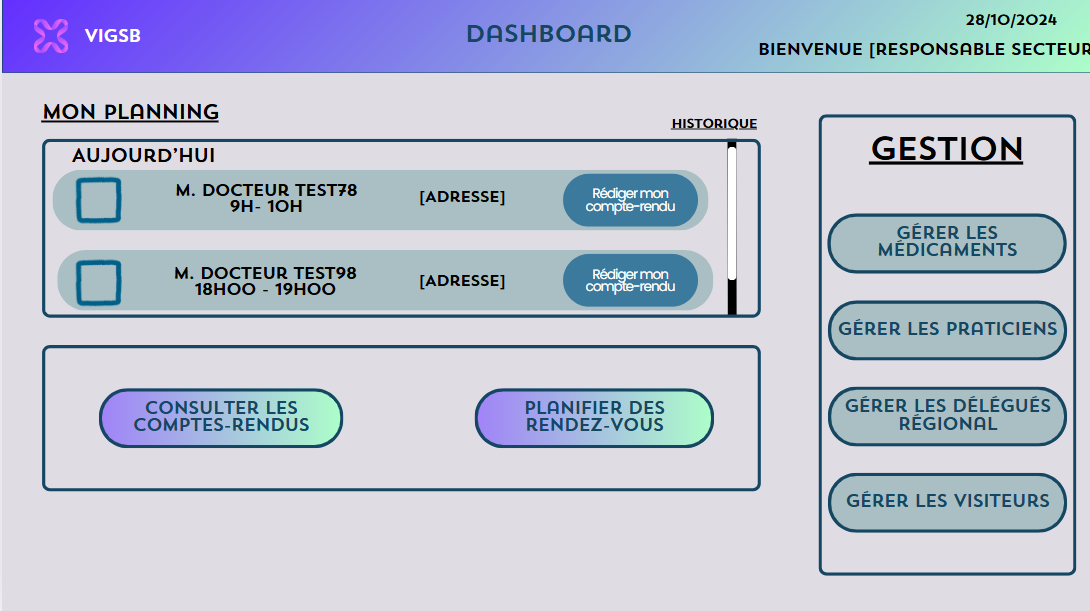 VIGSB
DASHBOARD
28/10/2024
BIENVENUE [RESPONSABLE SECTEUR
MON PLANNING
HISTORIQUE
AUJOURD'HUI
M. DOCTEUR TEST78
9H- 10H
[ADRESSE]
Rédiger mon
compte-rendu
M. DOCTEUR TEST98
18H00 - 19H00
[ADRESSE]
Rédiger mon
compte-rendu
CONSULTER LES
COMPTES-RENDUS
PLANIFIER DES
RENDEZ-VOUS
GESTION
GÉRER LES
MÉDICAMENTS
GÉRER LES PRATICIENS
GÉRER LES DÉLÉGUÉS
RÉGIONAL
GÉRER LES VISITEURS